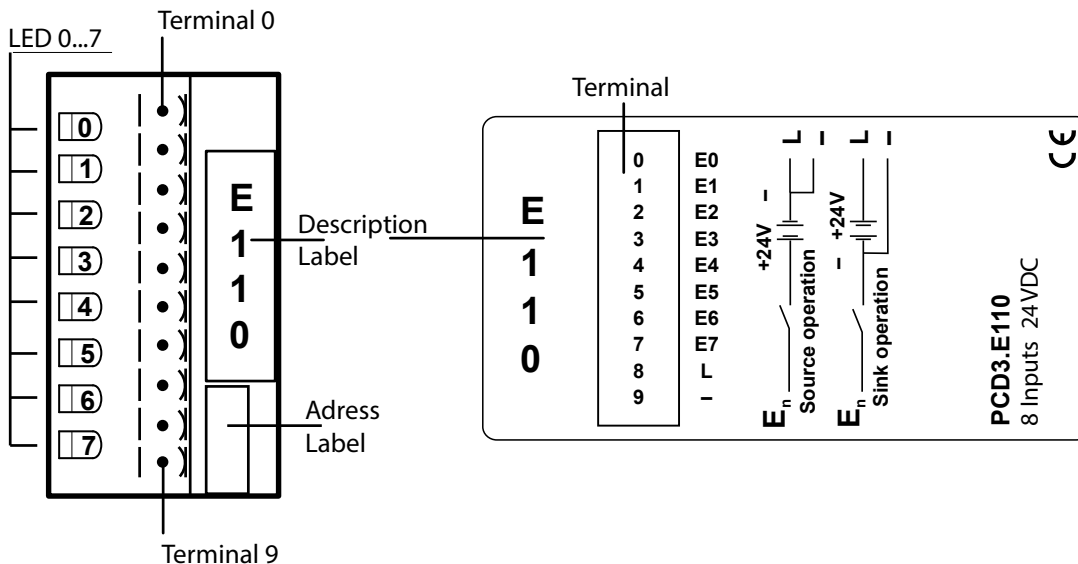 LED 0...7
Terminal 0
0
1
2
3
4
5
6
7
E
1
1
0
Description
Label
Adress
Label
Terminal 9
Terminal
E
1
1
0
0 E0
1 E1
2 E2
3 E3
4 E4
5 E5
6 E6
7 E7
8 L
9 –
En
+24V –
L
–
Source operation
En
– +24V
L
–
Sink operation
PCD3.E110
8 Inputs 24VDC
CE